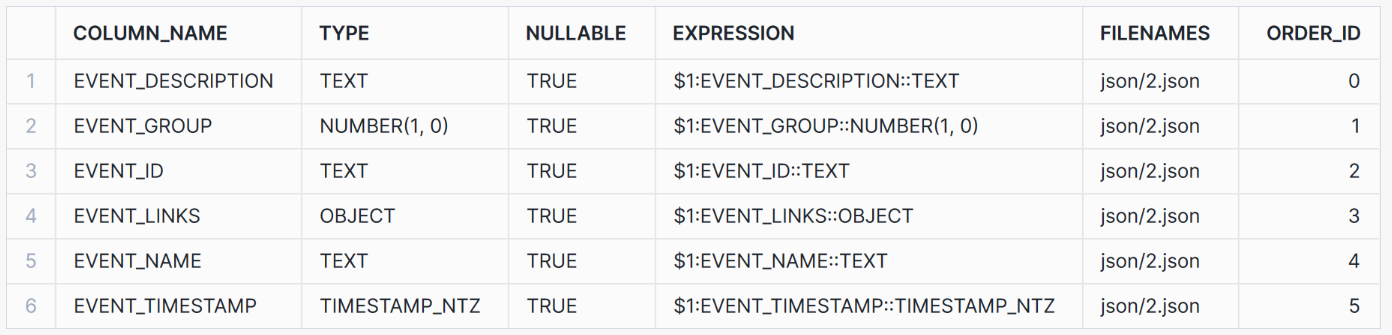 COLUMN_NAME TYPE NULLABLE EXPRESSION FILENAMES ORDER_ID
1 EVENT_DESCRIPTION TEXT TRUE $1:EVENT_DESCRIPTION::TEXT json/2.json 0
2 EVENT_GROUP NUMBER(1, 0) TRUE $1:EVENT_GROUP::NUMBER(1, 0) json/2.json 1
3 EVENT_ID TEXT TRUE $1:EVENT_ID::TEXT json/2.json 2
4 EVENT_LINKS OBJECT TRUE $1:EVENT_LINKS::OBJECT json/2.json 3
5 EVENT_NAME TEXT TRUE $1:EVENT_NAME::TEXT json/2.json 4
6 EVENT_TIMESTAMP TIMESTAMP_NTZ TRUE $1:EVENT_TIMESTAMP::TIMESTAMP_NTZ json/2.json 5